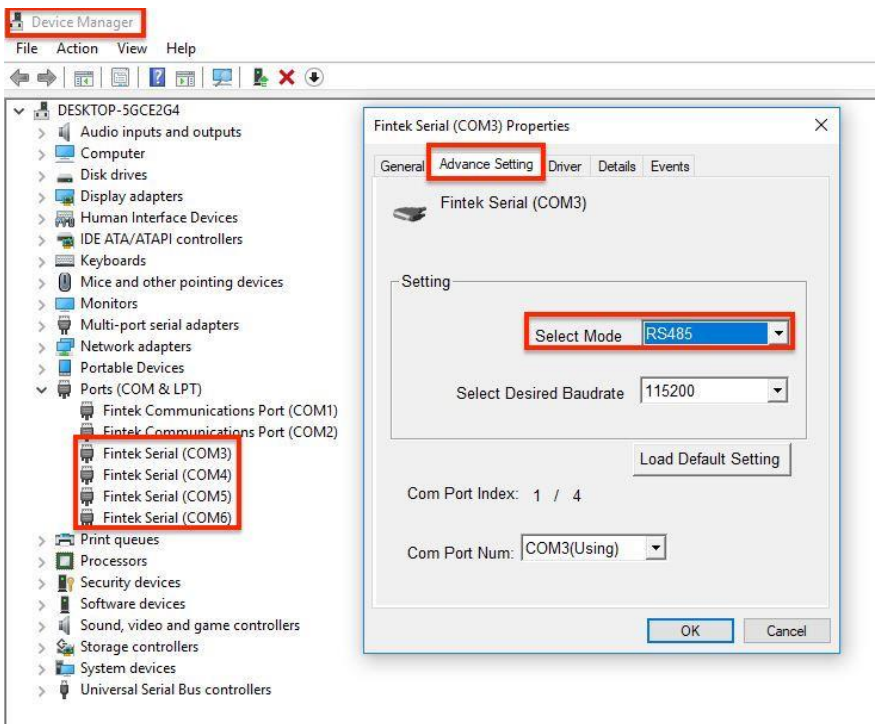 Device Manager
File Action View Help
DESKTOP-5GCE2G4
Audio inputs and outputs
Computer
Disk drives
Display adapters
Human Interface Devices
IDE ATA/ATAPI controllers
Keyboards
Mice and other pointing devices
Monitors
Multi-port serial adapters
Network adapters
Portable Devices
Ports (COM & LPT)
Fintek Communications Port (COM1)
Fintek Communications Port (COM2)
Fintek Serial (COM3)
Fintek Serial (COM4)
Fintek Serial (COM5)
Fintek Serial (COM6)
Print queues
Processors
Security devices
Software devices
Sound, video and game controllers
Storage controllers
System devices
Universal Serial Bus controllers
Fintek Serial (COM3) Properties
General Advance Setting Driver Details Events
Fintek Serial (COM3)
Setting
Select Mode RS485
Select Desired Baudrate 115200
Load Default Setting
Com Port Index: 1 / 4
Com Port Num: COM3(Using)
OK Cancel